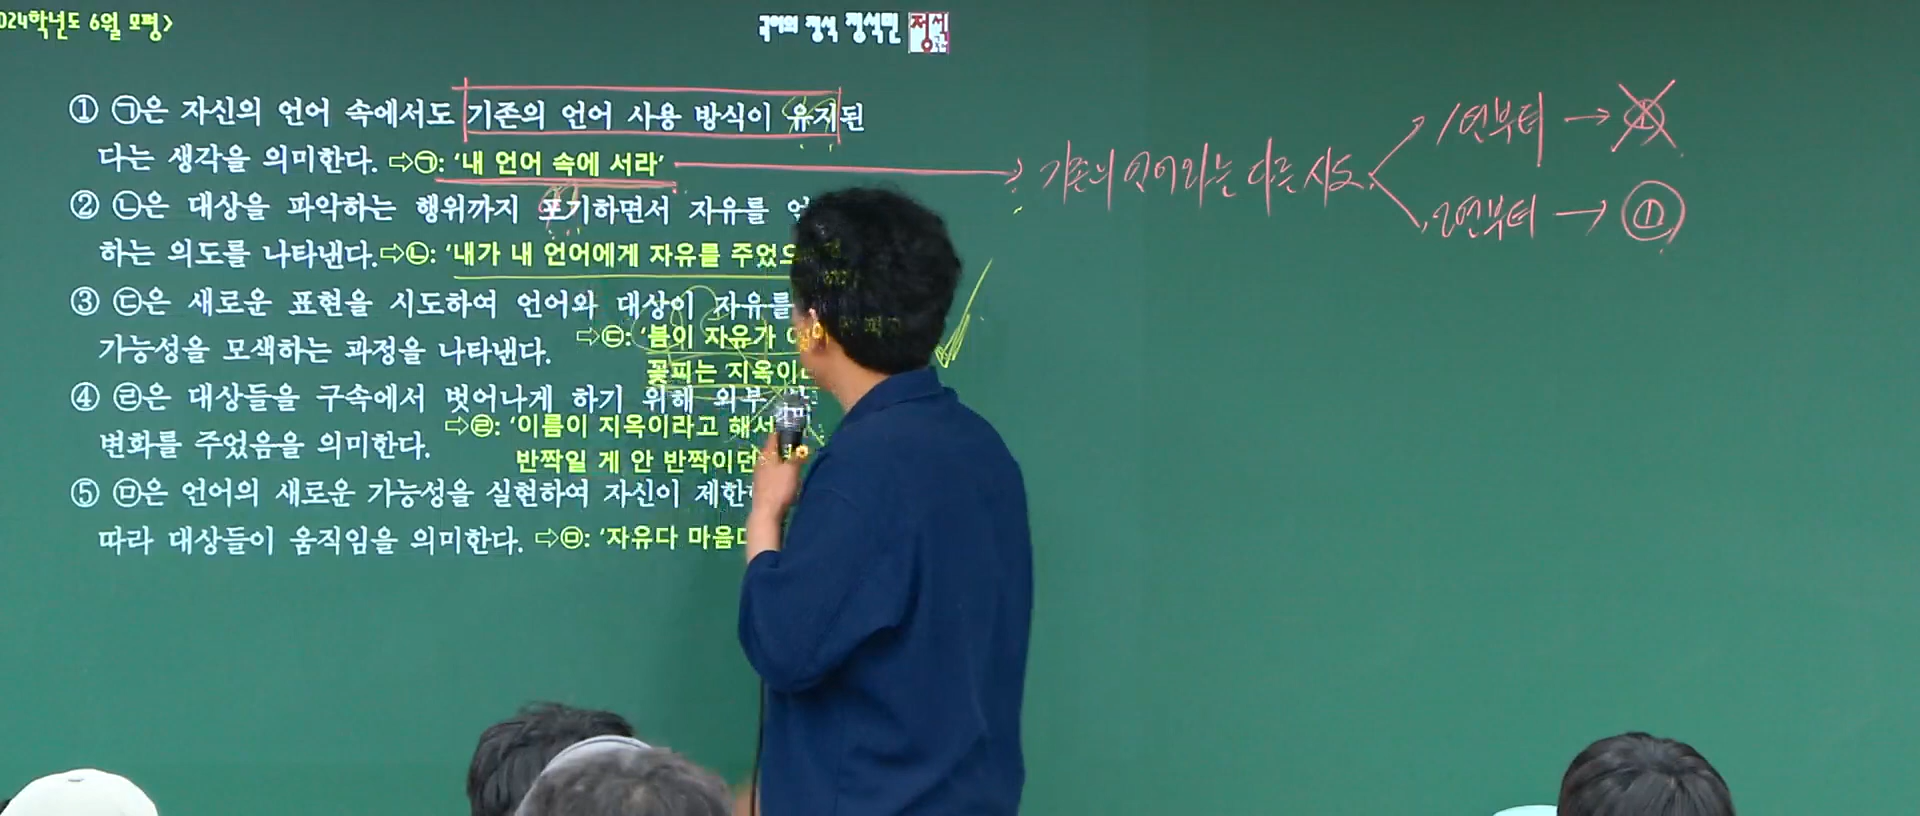 024학년도 6월 모평>
국어의 정석 정석민 정석민
① ㉠은 자신의 언어 속에서도 기존의 언어 사용 방식이 유지된
다는 생각을 의미한다. ⇨㉠: '내 언어 속에 서라'
② ㉡은 대상을 파악하는 행위까지 포기하면서 자유를
하는 의도를 나타낸다.⇨㉡: '내가 내 언어에게 자유를 주었으
③ ㉢은 새로운 표현을 시도하여 언어와 대상이 자유를
⇨㉢: '봄이 자유가
가능성을 모색하는 과정을 나타낸다.
꽃피는 지옥이라
④ ㉣은 대상들을 구속에서 벗어나게 하기 위해 외부
⇨㉣: '이름이 지옥이라고 해서
변화를 주었음을 의미한다.
반짝일 게 안 반짝이던
⑤ ㉤은 언어의 새로운 가능성을 실현하여 자신이 제한
따라 대상들이 움직임을 의미한다. ⇨㉤: '자유다 마음대
기존의 언어와는 다른 시도
1연부터 → ①
2연부터 → ①